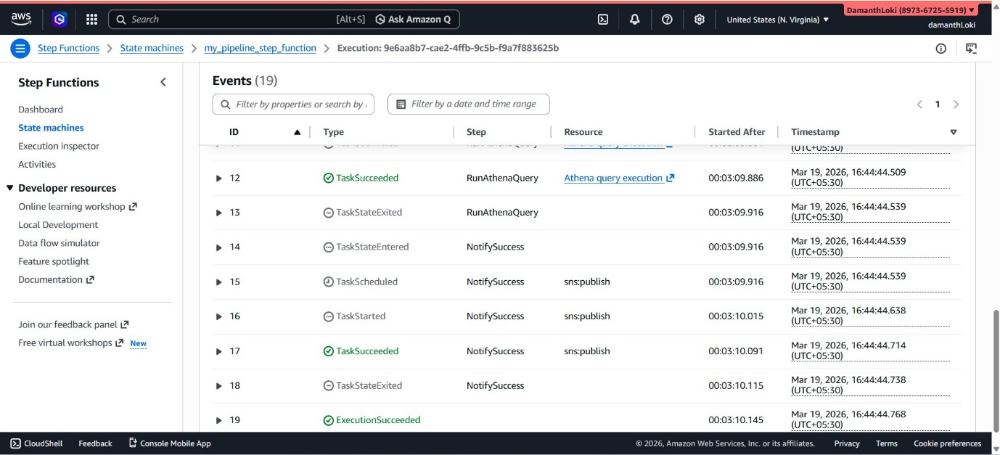 aws
Search [Alt+S] Ask Amazon Q
United States (N. Virginia) ▼
DamanthLoki (8973-6725-5919) ▼
damanthLoki
Step Functions > State machines > my_pipeline_step_function > Execution: 9e6aa8b7-cae2-4ffb-9c5b-f9a7f883625b
Step Functions
Dashboard
State machines
Execution inspector
Activities
Developer resources
Online learning workshop
Local Development
Data flow simulator
Feature spotlight
Documentation
Join our feedback panel
Free virtual workshops New
Events (19)
Filter by properties or search by
Filter by a date and time range
1
ID Type Step Resource Started After Timestamp
(UTC+05:30)
12 TaskSucceeded RunAthenaQuery Athena query execution 00:03:09.886 Mar 19, 2026, 16:44:44.509
(UTC+05:30)
13 TaskStateExited RunAthenaQuery 00:03:09.916 Mar 19, 2026, 16:44:44.539
(UTC+05:30)
14 TaskStateEntered NotifySuccess 00:03:09.916 Mar 19, 2026, 16:44:44.539
(UTC+05:30)
15 TaskScheduled NotifySuccess sns:publish 00:03:09.916 Mar 19, 2026, 16:44:44.539
(UTC+05:30)
16 TaskStarted NotifySuccess sns:publish 00:03:10.015 Mar 19, 2026, 16:44:44.638
(UTC+05:30)
17 TaskSucceeded NotifySuccess sns:publish 00:03:10.091 Mar 19, 2026, 16:44:44.714
(UTC+05:30)
18 TaskStateExited NotifySuccess 00:03:10.115 Mar 19, 2026, 16:44:44.738
(UTC+05:30)
19 ExecutionSucceeded 00:03:10.145 Mar 19, 2026, 16:44:44.768
(UTC+05:30)
CloudShell Feedback Console Mobile App © 2026, Amazon Web Services, Inc. or its affiliates. Privacy Terms Cookie preferences